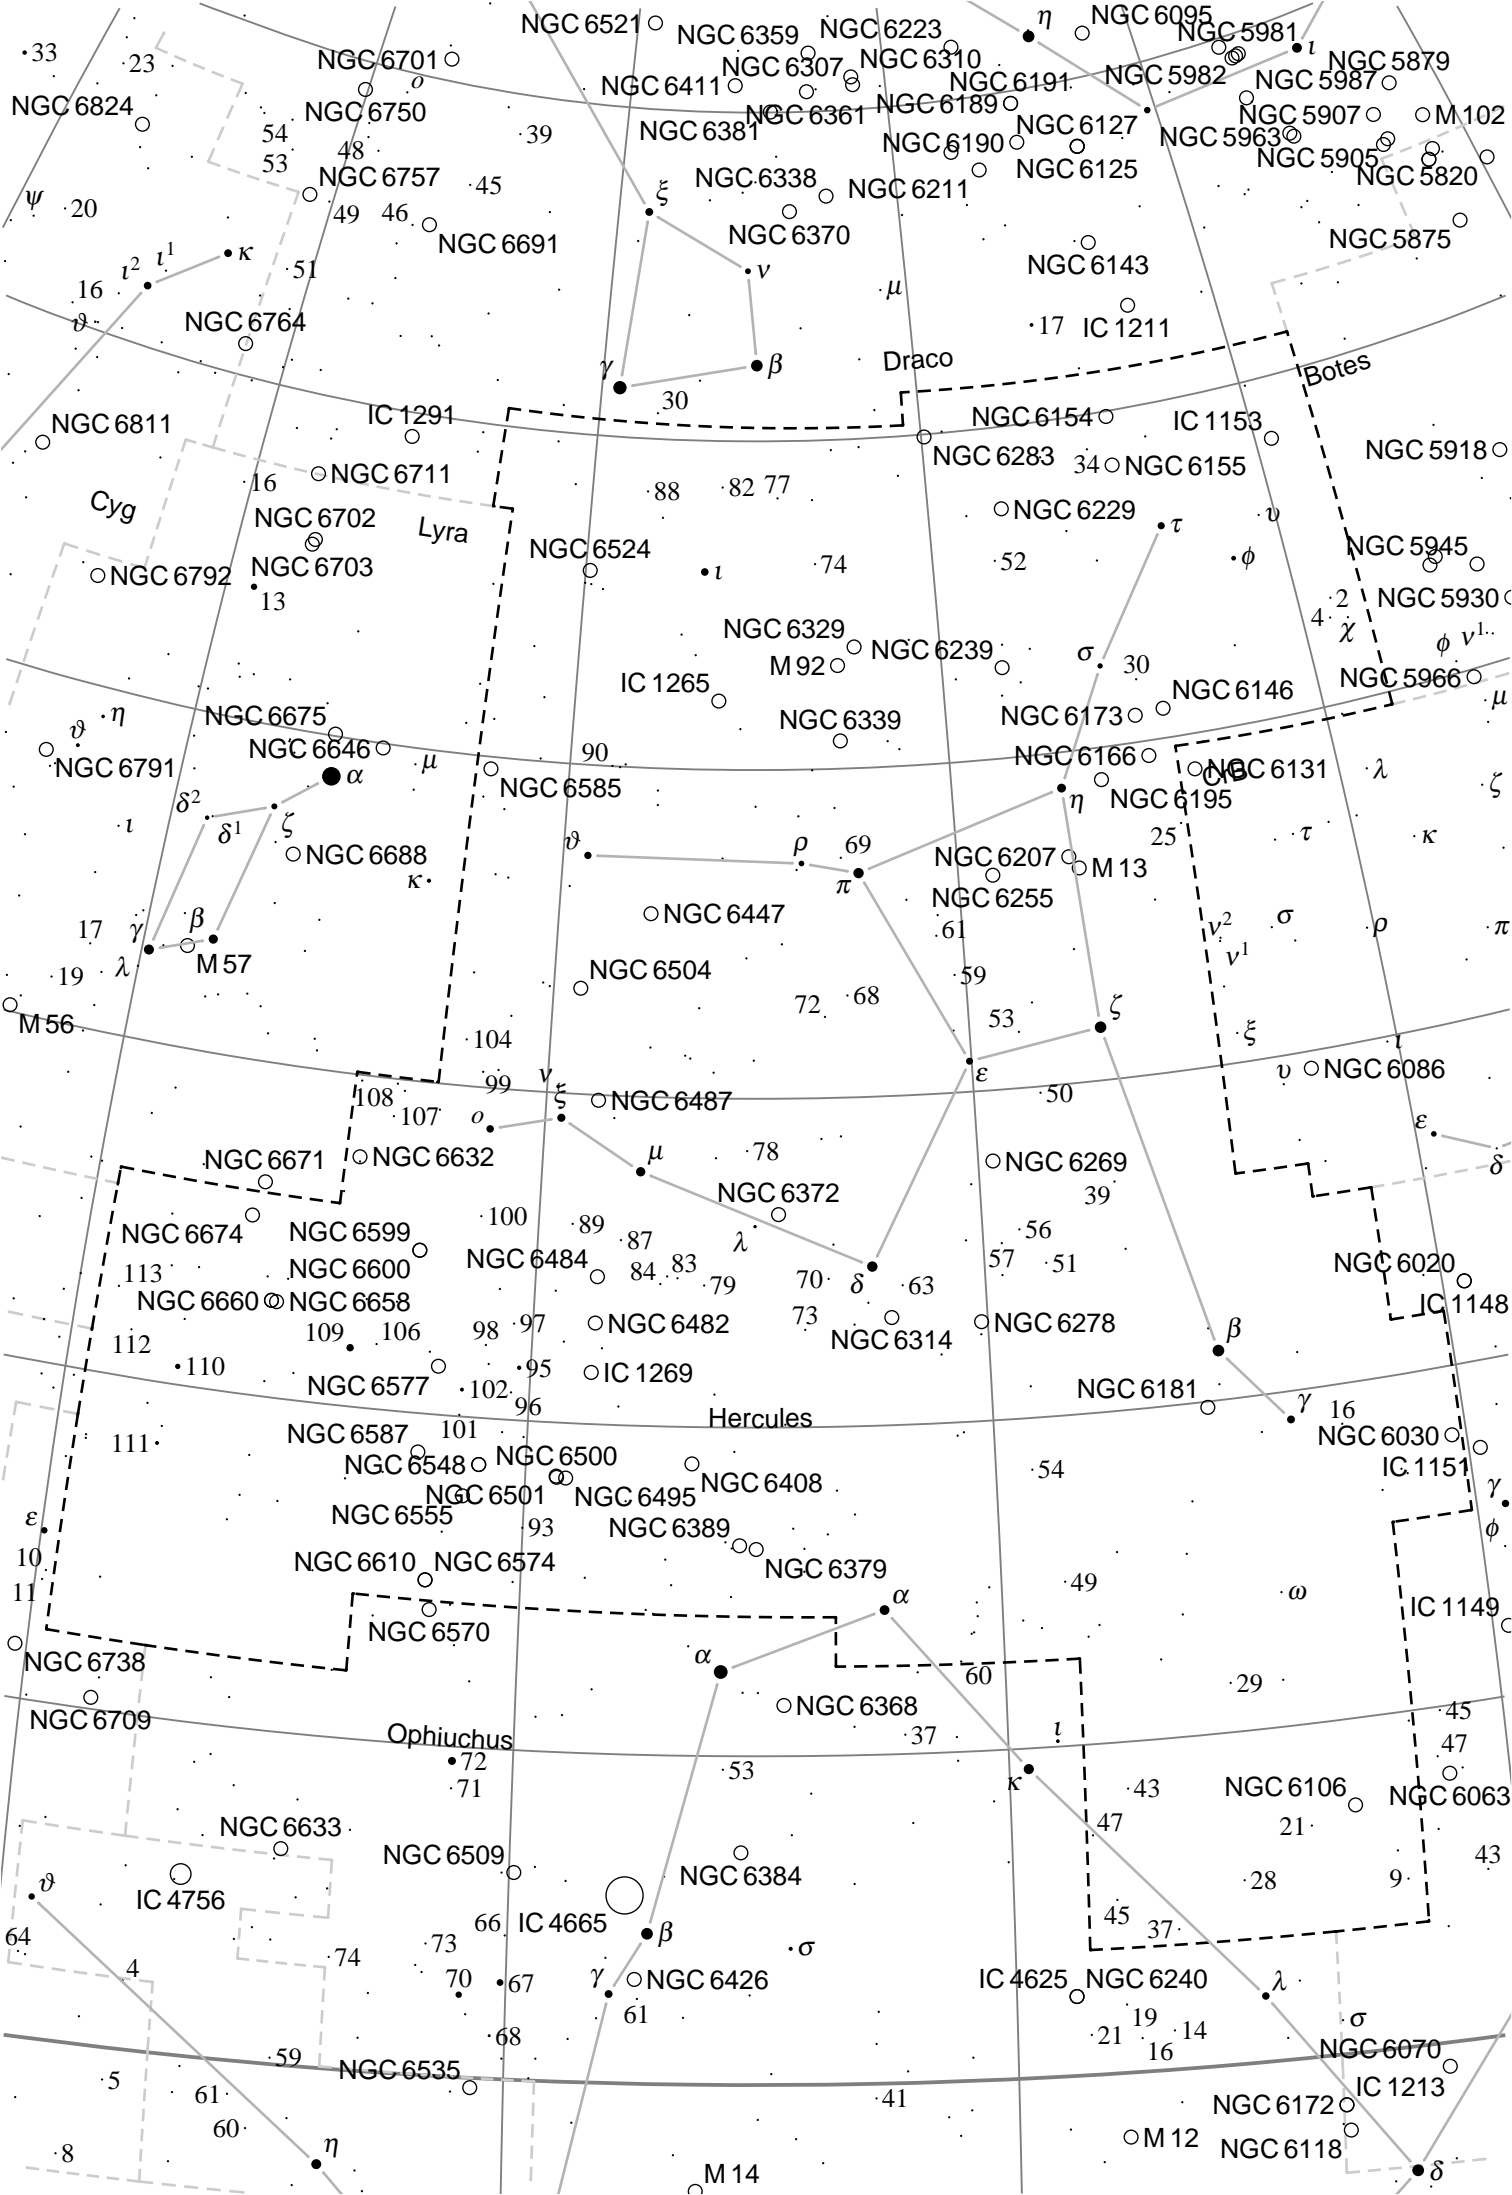 NGC 6521
NGC 6359
NGC 6223
η
NGC 6095
NGC 5981
ι
33
23
NGC 6701
ο
NGC 6307
NGC 6310
NGC 6411
NGC 6191
NGC 5982
NGC 5987
NGC 5879
NGC 6824
NGC 6750
54
48
53
39
NGC 6381
NGC 6361
NGC 6189
NGC 6127
NGC 5907
M 102
NGC 6190
NGC 5963
NGC 6125
NGC 5905
NGC 5820
NGC 6757
45
ξ
NGC 6338
NGC 6211
ψ
20
49
46
NGC 6691
NGC 6370
NGC 5875
ι2
ι1
κ
51
ν
μ
NGC 6143
16
ϑ
NGC 6764
17
IC 1211
γ
β
Draco
Botes
30
NGC 6811
IC 1291
NGC 6154
IC 1153
NGC 6283
34
NGC 6155
NGC 5918
NGC 6711
16
88
82
77
Cyg
NGC 6702
Lyra
NGC 6229
τ
υ
NGC 6703
NGC 6524
ι
74
52
ϕ
NGC 5945
NGC 6792
13
2
4
χ
NGC 5930
NGC 6329
M 92
NGC 6239
σ
30
ϕ
ν1
IC 1265
NGC 5966
μ
NGC 6146
NGC 6173
η
ϑ
NGC 6675
NGC 6646
NGC 6339
NGC 6166
NGC 6791
α
μ
90
NGC 6585
NGC 6131
CrB
λ
ζ
NGC 6195
δ2
δ1
ζ
η
ι
25
τ
κ
NGC 6688
κ
ϑ
ρ
69
π
NGC 6207
M 13
NGC 6255
NGC 6447
17
γ
β
λ
M 57
61
ν2
ν1
σ
ρ
π
19
M 56
NGC 6504
59
72
68
53
ζ
ξ
ι
104
ε
υ
NGC 6086
99
ν
ξ
NGC 6487
50
108
107
ο
ε
δ
NGC 6671
NGC 6632
μ
78
NGC 6269
39
NGC 6372
NGC 6674
NGC 6599
100
89
87
λ
56
NGC 6600
NGC 6484
84
83
79
70
δ
63
57
51
NGC 6020
113
NGC 6660
NGC 6658
IC 1148
112
109
106
98
97
NGC 6482
73
NGC 6314
NGC 6278
β
110
95
IC 1269
NGC 6577
102
96
NGC 6181
γ
16
Hercules
111
NGC 6587
101
NGC 6030
NGC 6548
NGC 6500
IC 1151
NGC 6408
54
NGC 6501
NGC 6495
NGC 6555
γ
ε
93
NGC 6389
ϕ
10
11
NGC 6610
NGC 6574
NGC 6379
49
ω
α
IC 1149
NGC 6570
NGC 6738
α
60
29
NGC 6709
NGC 6368
45
Ophiuchus
37
ι
47
72
71
53
κ
43
NGC 6106
NGC 6063
NGC 6633
47
21
43
NGC 6509
NGC 6384
28
9
ϑ
IC 4756
66
IC 4665
45
37
64
73
β
σ
4
74
70
67
γ
NGC 6426
IC 4625
NGC 6240
λ
61
19
σ
68
21
14
16
59
NGC 6535
NGC 6070
5
61
41
IC 1213
NGC 6172
60
M 12
NGC 6118
8
η
M 14
δ